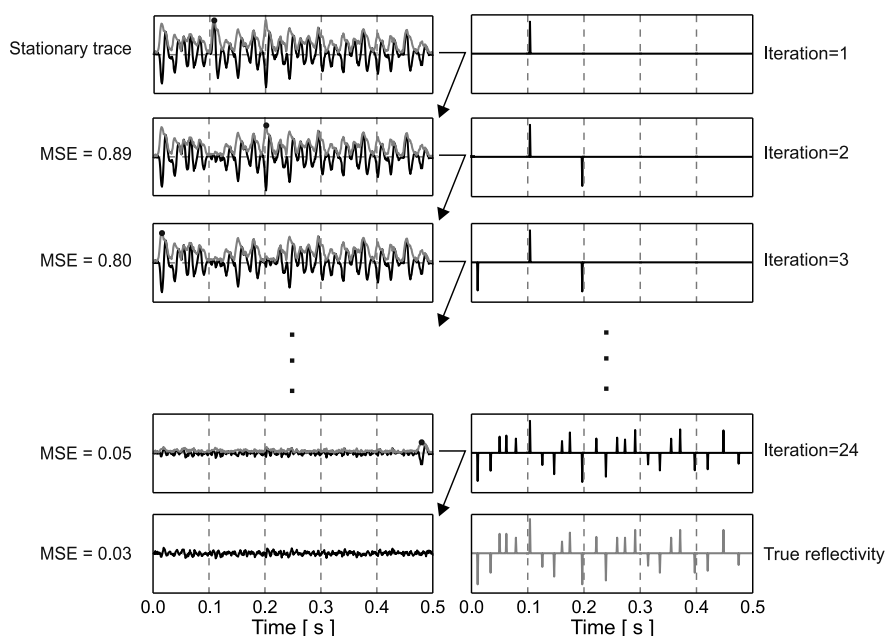 Stationary trace
Iteration=1
MSE = 0.89
Iteration=2
MSE = 0.80
Iteration=3
MSE = 0.05
Iteration=24
MSE = 0.03
True reflectivity
0.0 0.1 0.2 0.3 0.4 0.5
0.0 0.1 0.2 0.3 0.4 0.5
Time [ s ]
Time [ s ]